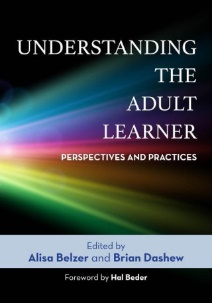 UNDERSTANDING
THE
ADULT
LEARNER
PERSPECTIVES AND PRACTICES
Edited by
Alisa Belzer and Brian Dashew
Foreword by Hal Beder